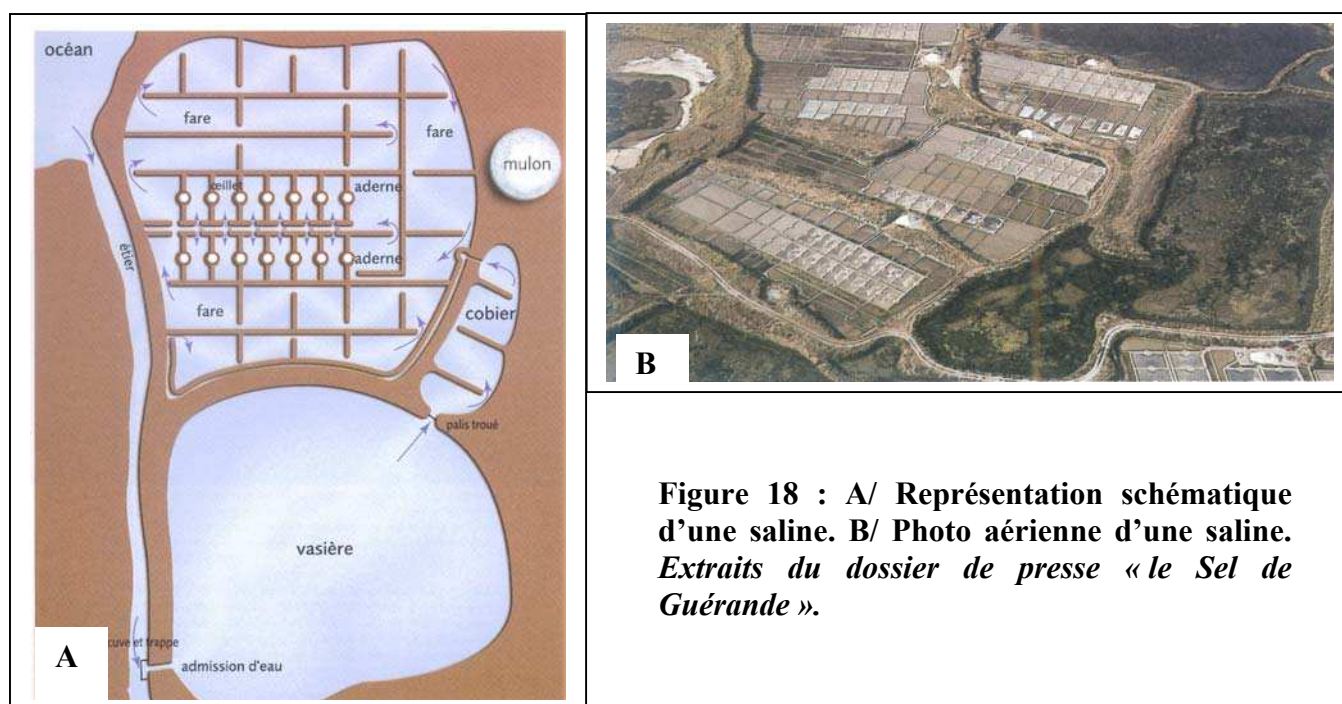 océan
fare
fare
mulon
œillet
aderne
étier
aderne
fare
cobier
palis troué
vasière
cuve et trappe
admission d'eau
A
B
Figure 18 : A/ Représentation schématique
d'une saline. B/ Photo aérienne d'une saline.
Extraits du dossier de presse « le Sel de
Guérande ».